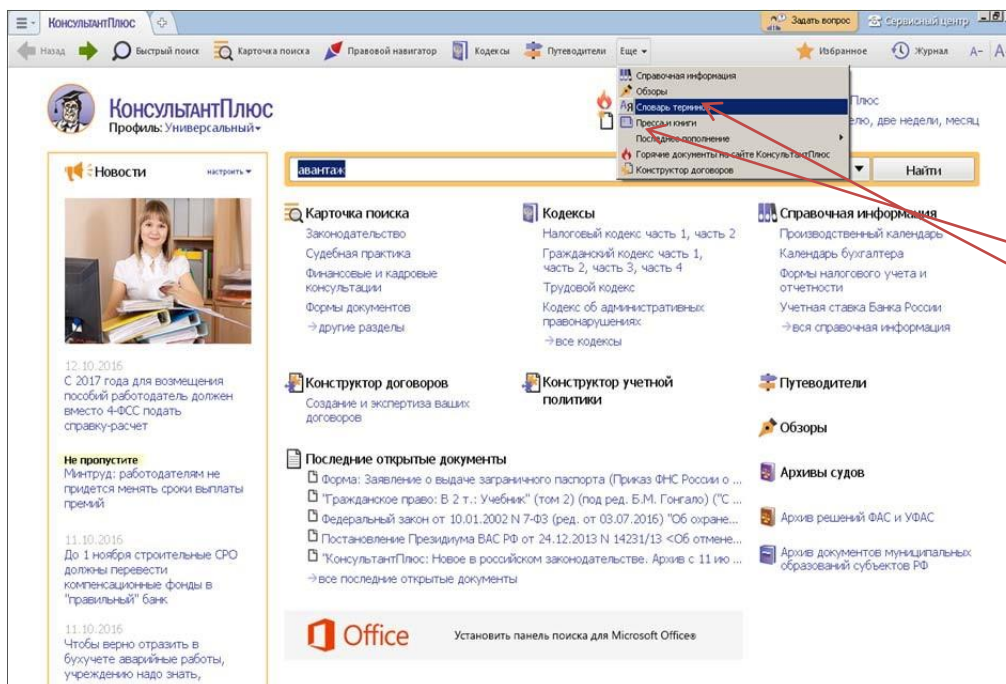 КонсультантПлюс
Задать вопрос
Сервисный центр
Назад
Быстрый поиск
Карточка поиска
Правовой навигатор
Кодексы
Путеводители
Еще
Избранное
Журнал
А-
А
Справочная информация
Обзоры
Словарь терминов
Пресса и книги
Последнее пополнение
Горячие документы на сайте КонсультантПлюс
Конструктор договоров
КонсультантПлюс
Профиль: Универсальный
Плюс
елю, две недели, месяц
Новости
настроить
авантаж
Найти
12.10.2016
С 2017 года для возмещения
пособий работодатель должен
вместо 4-ФСС подать
справку-расчет
Не пропустите
Минтруд: работодателям не
придется менять сроки выплаты
премий
11.10.2016
До 1 ноября строительные СРО
должны перевести
компенсационные фонды в
"правильный" банк
11.10.2016
Чтобы верно отразить в
бухучете аварийные работы,
учреждению надо знать,
Карточка поиска
Законодательство
Судебная практика
Финансовые и кадровые
консультации
Формы документов
→другие разделы
Кодексы
Налоговый кодекс часть 1, часть 2
Гражданский кодекс часть 1,
часть 2, часть 3, часть 4
Трудовой кодекс
Кодекс об административных
правонарушениях
→все кодексы
Справочная информация
Производственный календарь
Календарь бухгалтера
Формы налогового учета и
отчетности
Учетная ставка Банка России
→вся справочная информация
Конструктор договоров
Создание и экспертиза ваших
договоров
Конструктор учетной
политики
Путеводители
Обзоры
Архивы судов
Архив решений ФАС и УФАС
Архив документов муниципальных
образований субъектов РФ
Последние открытые документы
Форма: Заявление о выдаче заграничного паспорта (Приказ ФНС России о ...
"Гражданское право: В 2 т.: Учебник" (том 2) (под ред. Б.М. Гонгало) ("С ...
Федеральный закон от 10.01.2002 N 7-ФЗ (ред. от 03.07.2016) "Об охране...
Постановление Президиума ВАС РФ от 24.12.2013 N 14231/13 <Об отмене...
"КонсультантПлюс: Новое в российском законодательстве. Архив с 11 ию ...
→все последние открытые документы
Office
Установить панель поиска для Microsoft Office®